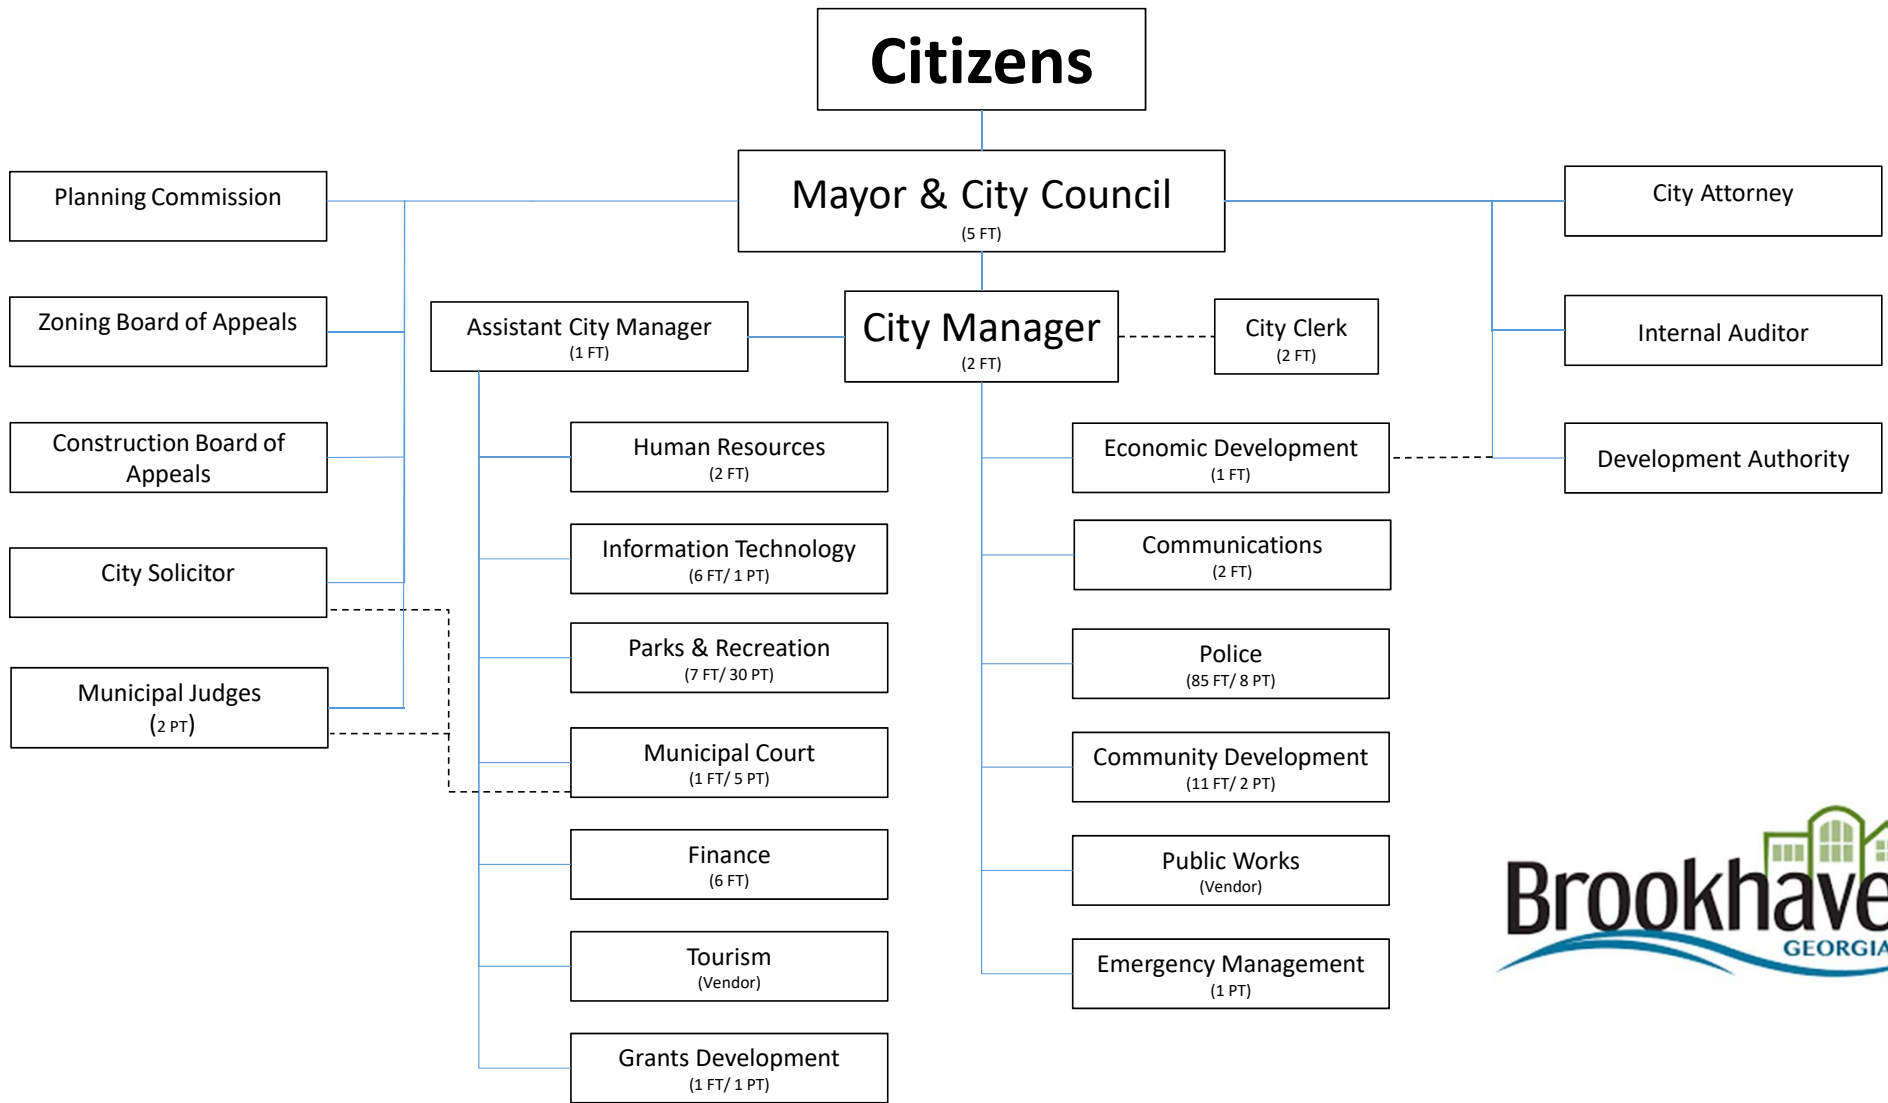 Citizens
Mayor & City Council
(5 FT)
Planning Commission
City Attorney
Zoning Board of Appeals
Assistant City Manager
(1 FT)
City Manager
(2 FT)
City Clerk
(2 FT)
Internal Auditor
Construction Board of
Appeals
Human Resources
(2 FT)
Economic Development
(1 FT)
Development Authority
City Solicitor
Information Technology
(6 FT/ 1 PT)
Communications
(2 FT)
Municipal Judges
(2 PT)
Parks & Recreation
(7 FT/ 30 PT)
Police
(85 FT/ 8 PT)
Municipal Court
(1 FT/ 5 PT)
Community Development
(11 FT/ 2 PT)
Finance
(6 FT)
Public Works
(Vendor)
Tourism
(Vendor)
Emergency Management
(1 PT)
Grants Development
(1 FT/ 1 PT)
Brookhave
GEORGIA